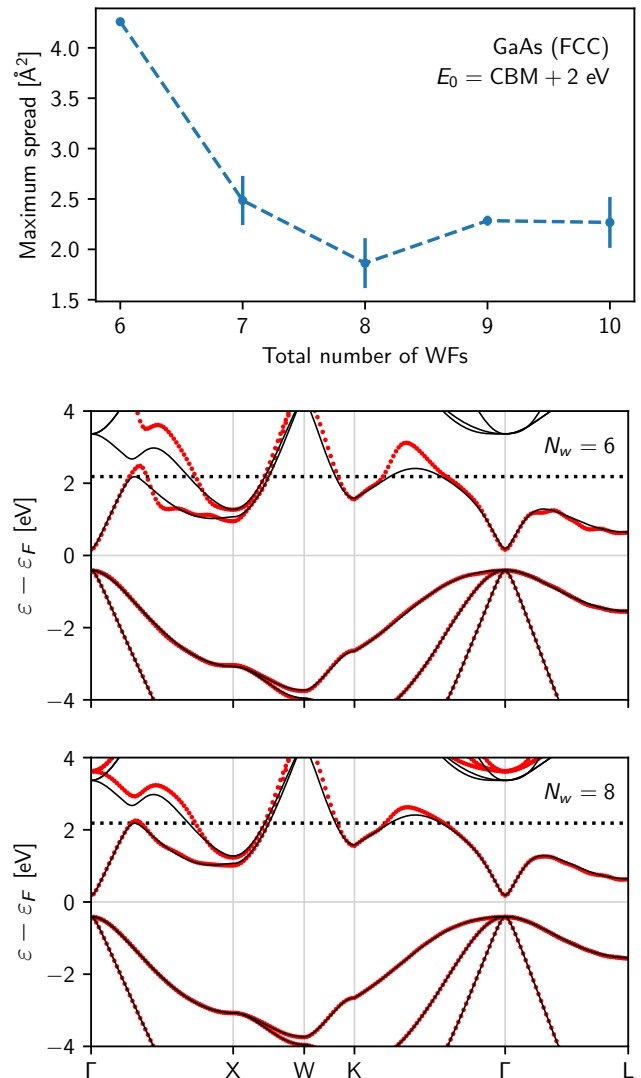 4.0
3.5
3.0
2.5
2.0
1.5
Maximum spread [Å²]
GaAs (FCC)
E₀ = CBM + 2 eV
6 7 8 9 10
Total number of WFs
4
2
0
−2
−4
ε − ε_F [eV]
N_w = 6
4
2
0
−2
−4
ε − ε_F [eV]
N_w = 8
Γ X W K Γ L